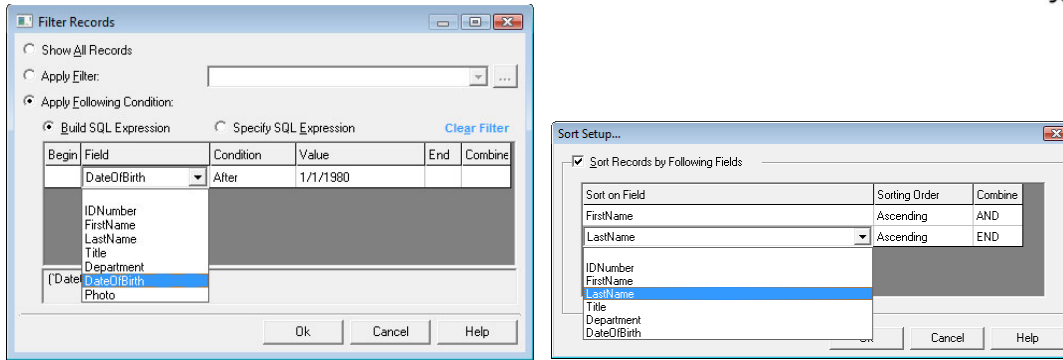 Filter Records
Show All Records
Apply Filter:
...
Apply Following Condition:
Build SQL Expression Specify SQL Expression Clear Filter
Begin Field Condition Value End Combine
DateOfBirth After 1/1/1980
IDNumber
FirstName
LastName
Title
Department
DateOfBirth
Photo
Ok Cancel Help
Sort Setup...
Sort Records by Following Fields
Sort on Field Sorting Order Combine
FirstName Ascending AND
LastName Ascending END
IDNumber
FirstName
LastName
Title
Department
DateOfBirth
Cancel Help